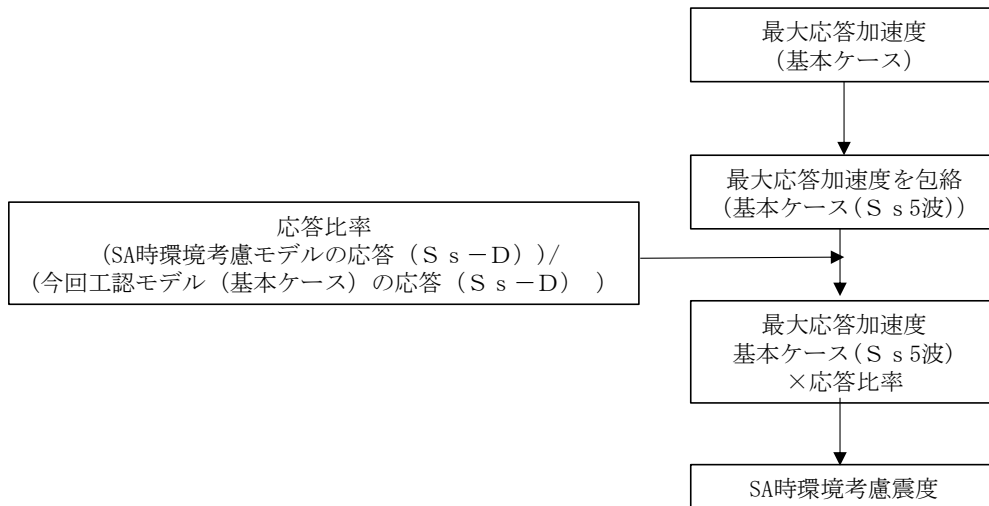 最大応答加速度
(基本ケース)
最大応答加速度を包絡
(基本ケース(Ｓｓ5波))
応答比率
(SA時環境考慮モデルの応答（Ｓｓ－Ｄ）)/
(今回工認モデル（基本ケース）の応答（Ｓｓ－Ｄ） )
最大応答加速度
基本ケース(Ｓｓ5波)
×応答比率
SA時環境考慮震度